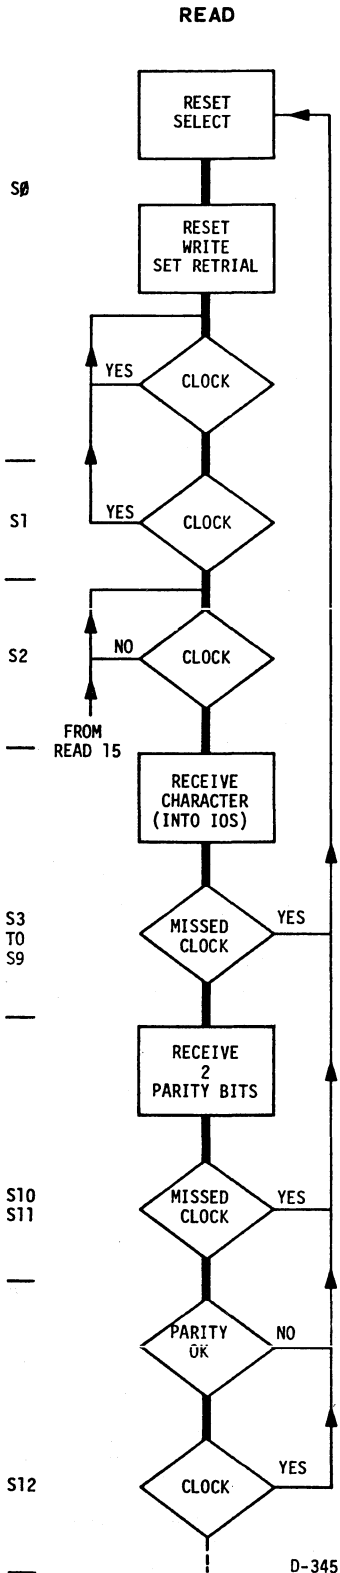 READ
RESET
SELECT
SØ
RESET
WRITE
SET RETRIAL
YES
CLOCK
S1
YES
CLOCK
S2
NO
CLOCK
FROM
READ 15
RECEIVE
CHARACTER
(INTO IOS)
S3
TO
S9
MISSED
CLOCK
YES
RECEIVE
2
PARITY BITS
S10
S11
MISSED
CLOCK
YES
PARITY
OK
NO
S12
CLOCK
YES
D-345